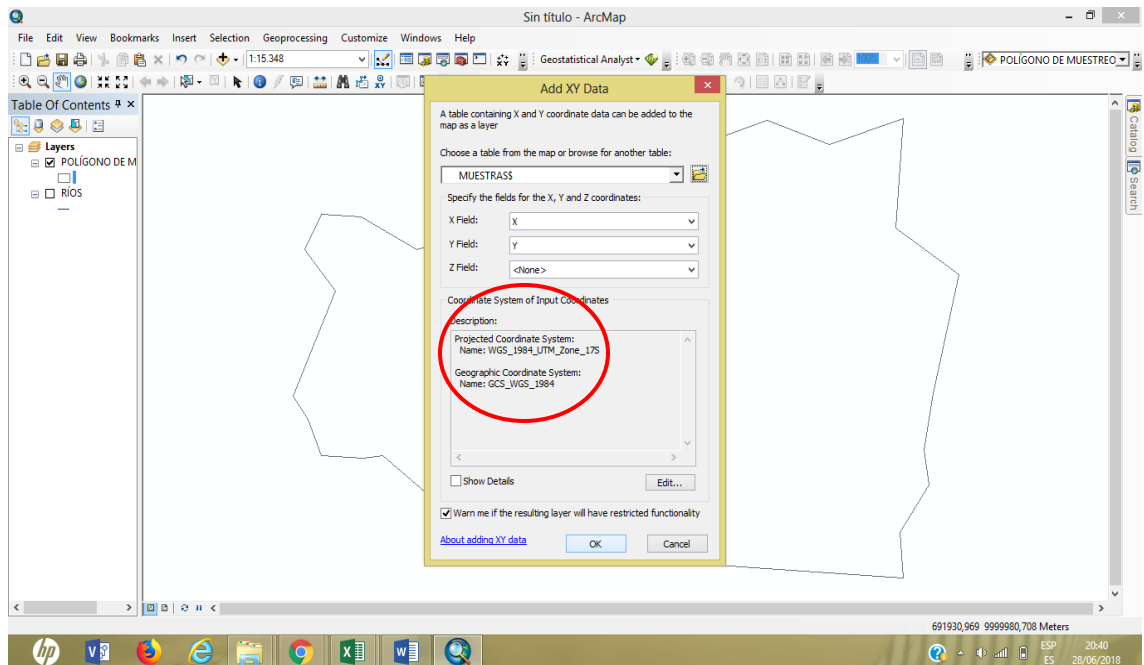 Sin título - ArcMap
File Edit View Bookmarks Insert Selection Geoprocessing Customize Windows Help
1:15.348
Geostatistical Analyst
100%
POLÍGONO DE MUESTREO
Table Of Contents
Layers
POLÍGONO DE M
RÍOS
Add XY Data
A table containing X and Y coordinate data can be added to the
map as a layer
Choose a table from the map or browse for another table:
MUESTRAS$
Specify the fields for the X, Y and Z coordinates:
X Field:
X
Y Field:
Y
Z Field:
<None>
Coordinate System of Input Coordinates
Description:
Projected Coordinate System:
Name: WGS_1984_UTM_Zone_17S
Geographic Coordinate System:
Name: GCS_WGS_1984
Show Details
Edit...
Warn me if the resulting layer will have restricted functionality
About adding XY data
OK
Cancel
Catalog
Search
691930,969 9999980,708 Meters
hp
ESP
ES
20:40
28/06/2018